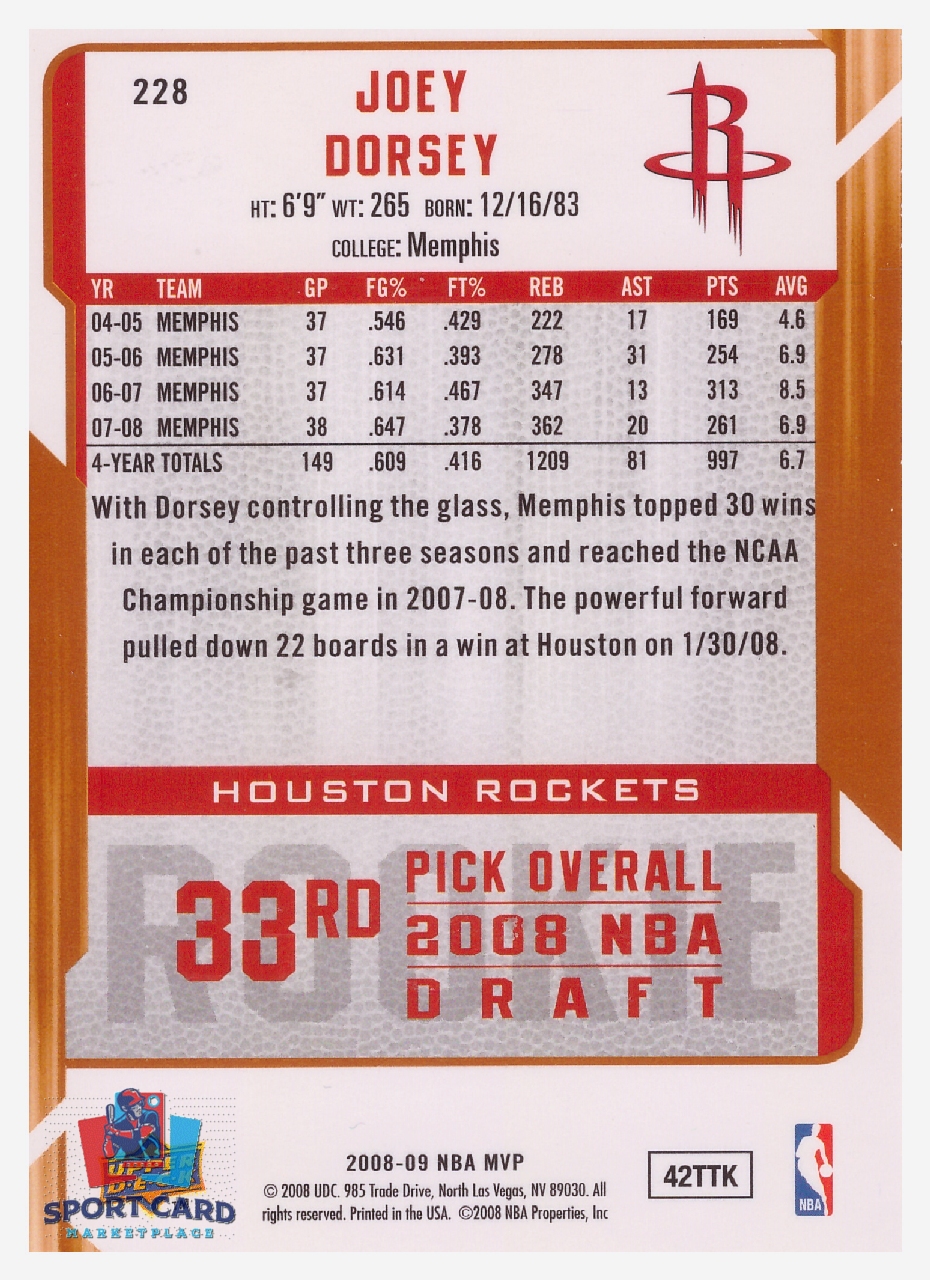 228
JOEY
DORSEY
HT: 6'9" WT: 265 BORN: 12/16/83
COLLEGE: Memphis
YR TEAM GP FG% FT% REB AST PTS AVG
04-05 MEMPHIS 37 .546 .429 222 17 169 4.6
05-06 MEMPHIS 37 .631 .393 278 31 254 6.9
06-07 MEMPHIS 37 .614 .467 347 13 313 8.5
07-08 MEMPHIS 38 .647 .378 362 20 261 6.9
4-YEAR TOTALS 149 .609 .416 1209 81 997 6.7
With Dorsey controlling the glass, Memphis topped 30 wins
in each of the past three seasons and reached the NCAA
Championship game in 2007-08. The powerful forward
pulled down 22 boards in a win at Houston on 1/30/08.
HOUSTON ROCKETS
ROOKIE
33RD
PICK OVERALL
2008 NBA
DRAFT
UPPER
DECK
SPORT CARD
MARKETPLACE
2008-09 NBA MVP
© 2008 UDC. 985 Trade Drive, North Las Vegas, NV 89030. All
rights reserved. Printed in the USA. ©2008 NBA Properties, Inc
42TTK
NBA